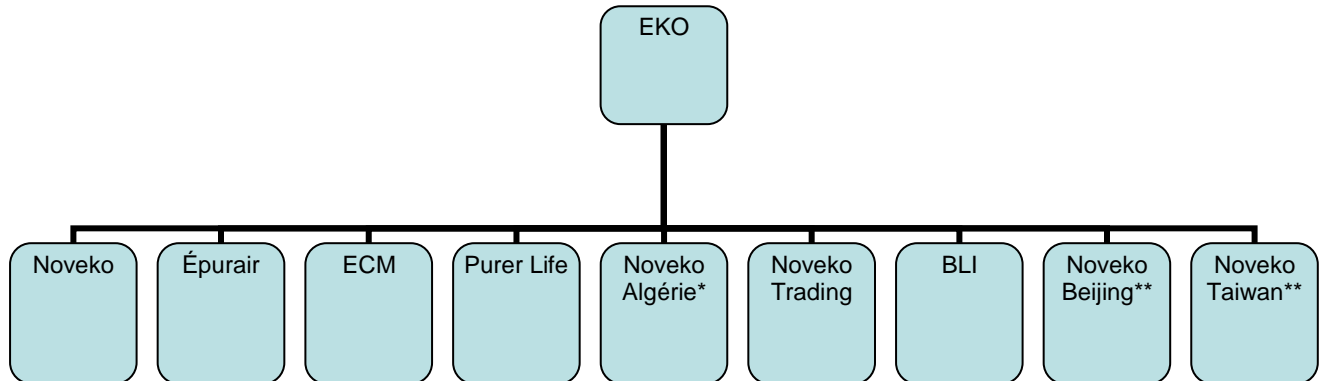 EKO
Noveko
Épurair
ECM
Purer Life
Noveko
Algérie*
Noveko
Trading
BLI
Noveko
Beijing**
Noveko
Taiwan**